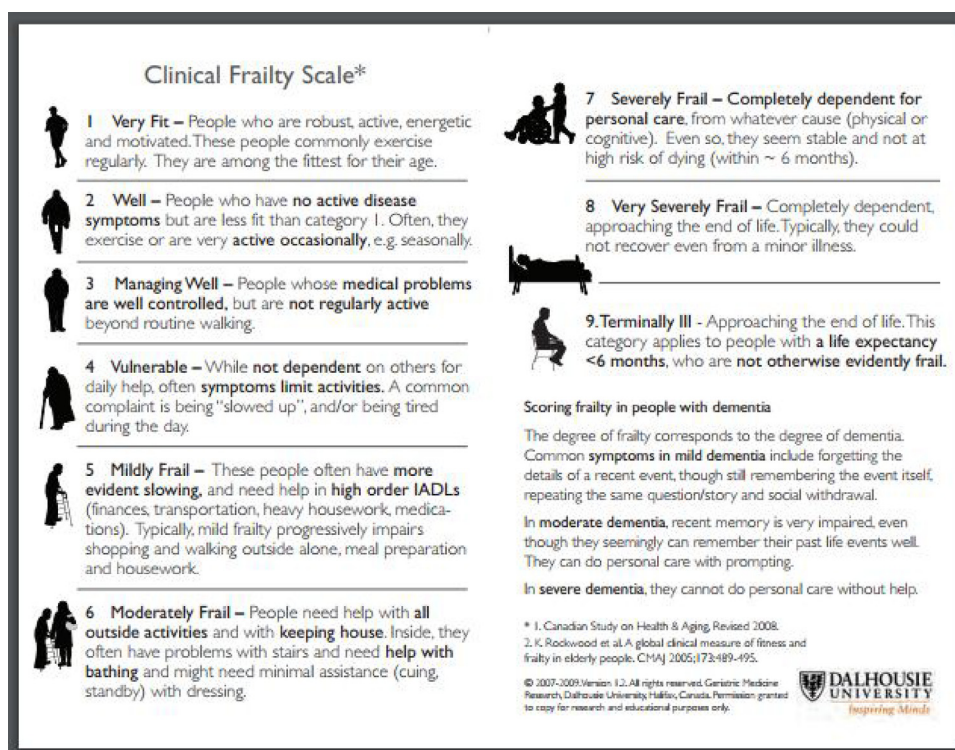 Clinical Frailty Scale*
1 Very Fit – People who are robust, active, energetic
and motivated. These people commonly exercise
regularly. They are among the fittest for their age.
2 Well – People who have no active disease
symptoms but are less fit than category 1. Often, they
exercise or are very active occasionally, e.g. seasonally.
3 Managing Well – People whose medical problems
are well controlled, but are not regularly active
beyond routine walking.
4 Vulnerable – While not dependent on others for
daily help, often symptoms limit activities. A common
complaint is being "slowed up", and/or being tired
during the day.
5 Mildly Frail – These people often have more
evident slowing, and need help in high order IADLs
(finances, transportation, heavy housework, medica-
tions). Typically, mild frailty progressively impairs
shopping and walking outside alone, meal preparation
and housework.
6 Moderately Frail – People need help with all
outside activities and with keeping house. Inside, they
often have problems with stairs and need help with
bathing and might need minimal assistance (cuing,
standby) with dressing.
7 Severely Frail – Completely dependent for
personal care, from whatever cause (physical or
cognitive). Even so, they seem stable and not at
high risk of dying (within ~ 6 months).
8 Very Severely Frail – Completely dependent,
approaching the end of life. Typically, they could
not recover even from a minor illness.
9. Terminally Ill - Approaching the end of life. This
category applies to people with a life expectancy
<6 months, who are not otherwise evidently frail.
Scoring frailty in people with dementia
The degree of frailty corresponds to the degree of dementia.
Common symptoms in mild dementia include forgetting the
details of a recent event, though still remembering the event itself,
repeating the same question/story and social withdrawal.
In moderate dementia, recent memory is very impaired, even
though they seemingly can remember their past life events well.
They can do personal care with prompting.
In severe dementia, they cannot do personal care without help.
* 1. Canadian Study on Health & Aging, Revised 2008.
2. K. Rockwood et al. A global clinical measure of fitness and
frailty in elderly people. CMAJ 2005;173:489-495.
© 2007-2009. Version 1.2. All rights reserved. Geriatric Medicine
Research, Dalhousie University, Halifax, Canada. Permission granted
to copy for research and educational purposes only.
DALHOUSIE
UNIVERSITY
Inspiring Minds